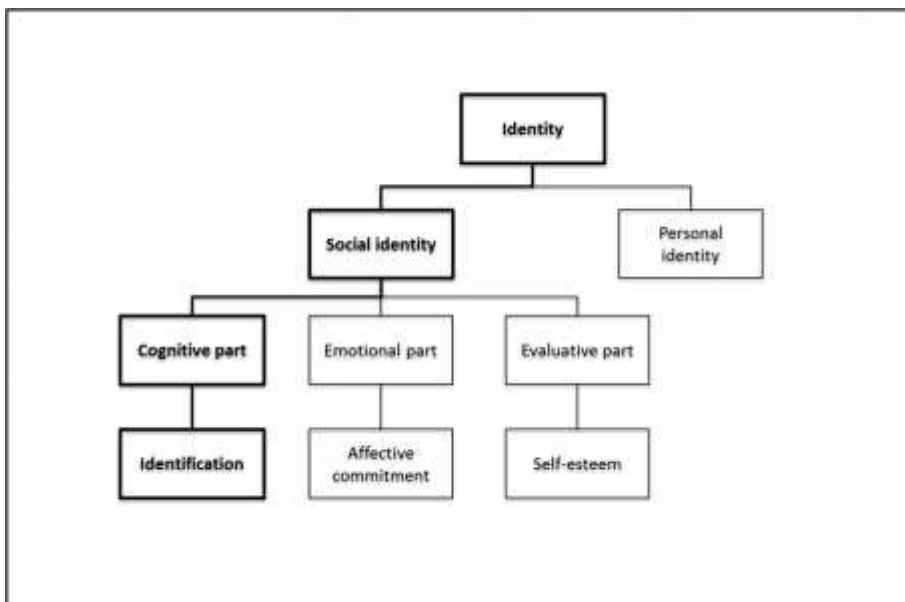 Identity
Social identity
Personal
identity
Cognitive part
Emotional part
Evaluative part
Identification
Affective
commitment
Self-esteem